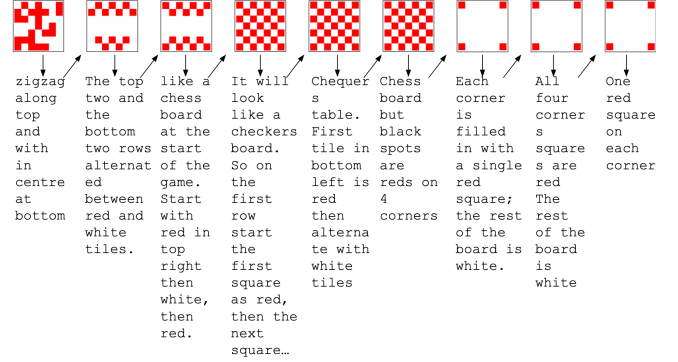 zigzag
along
top
and
with
in
centre
at
bottom
The top
two and
the
bottom
two rows
alternat
ed
between
red and
white
tiles.
like a
chess
board
at the
start
of the
game.
Start
with
red in
top
right
then
white,
then
red.
It will
look
like a
checkers
board.
So on
the
first
row
start
the
first
square
as red,
then the
next
square…
Chequer
s
table.
First
tile in
bottom
left is
red
then
alterna
te with
white
tiles
Chess
board
but
black
spots
are
reds on
4
corners
Each
corner
is
filled
in with
a single
red
square;
the rest
of the
board is
white.
All
four
corner
s
square
s are
red
The
rest
of the
board
is
white
One
red
square
on
each
corner